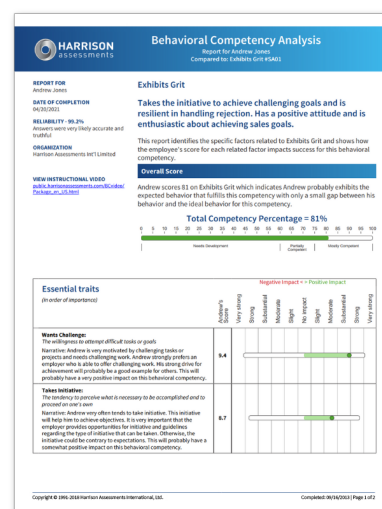 HARRISON
assessments
Behavioral Competency Analysis
Report for Andrew Jones
Compared to: Exhibits Grit #SA01
REPORT FOR
Andrew Jones
DATE OF COMPLETION
04/20/2021
RELIABILITY - 99.2%
Answers were very likely accurate and
truthful
ORGANIZATION
Harrison Assessments Int'l Limited
VIEW INSTRUCTIONAL VIDEO
public.harrisonassessments.com/BCvideo/
Package_en_US.html
Exhibits Grit
Takes the initiative to achieve challenging goals and is
resilient in handling rejection. Has a positive attitude and is
enthusiastic about achieving sales goals.
This report identifies the specific factors related to Exhibits Grit and shows how
the employee's score for each related factor impacts success for this behavioral
competency.
Overall Score
Andrew scores 81 on Exhibits Grit which indicates Andrew probably exhibits the
expected behavior that fulfills this competency with only a small gap between his
behavior and the ideal behavior for this competency.
Total Competency Percentage = 81%
0 5 10 15 20 25 30 35 40 45 50 55 60 65 70 75 80 85 90 95 100
Needs Development
Partially
Competent
Mostly Competent
Essential traits
(in order of importance)
Negative Impact < > Positive Impact
Andrew's
Score
Very strong
Strong
Substantial
Moderate
Slight
No impact
Slight
Moderate
Substantial
Strong
Very strong
Wants Challenge:
The willingness to attempt difficult tasks or goals
Narrative: Andrew is very motivated by challenging tasks or
projects and needs challenging work. Andrew strongly prefers an
employer who is able to offer challenging work. His strong drive for
achievement will probably be a good example for others. This will
probably have a very positive impact on this behavioral competency.
9.4
Takes Initiative:
The tendency to perceive what is necessary to be accomplished and to
proceed on one's own
Narrative: Andrew very often tends to take initiative. This initiative
will help him to achieve objectives. It is very important that the
employer provides opportunities for initiative and guidelines
regarding the type of initiative that can be taken. Otherwise, the
initiative could be contrary to expectations. This will probably have a
somewhat positive impact on this behavioral competency.
8.7
Copyright © 1991-2018 Harrison Assessments International, Ltd.
Completed: 09/16/2013 | Page 1 of 2